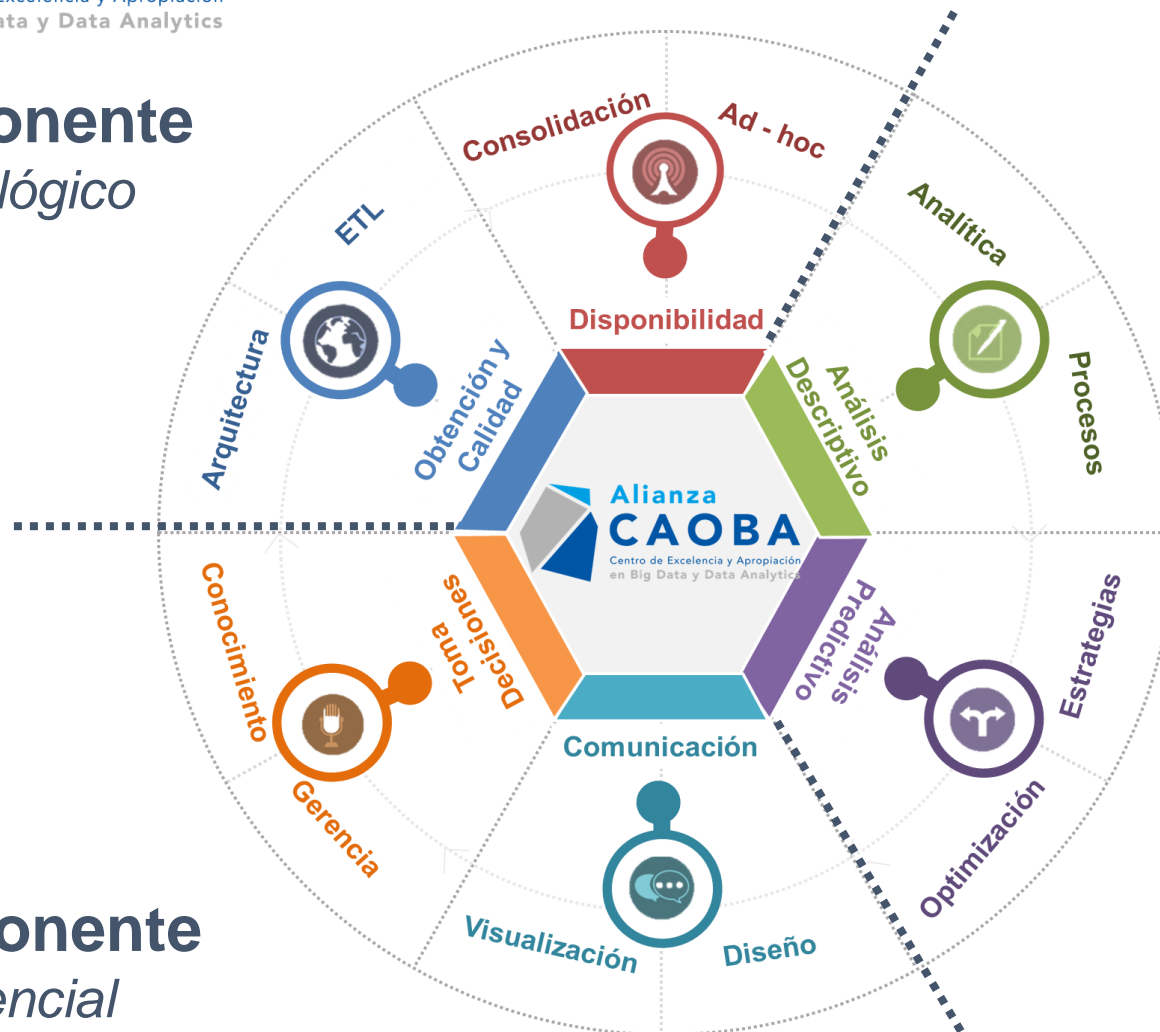 ata y Data Analytics
onente
lógico
Consolidación
Ad - hoc
ETL
Analítica
Arquitectura
Procesos
Disponibilidad
Obtención y
Calidad
Análisis
Descriptivo
Alianza
CAOBA
Centro de Excelencia y Apropiación
en Big Data y Data Analytics
Conocimiento
Gerencia
Toma
Decisiones
Análisis
Predictivo
Estrategias
Optimización
Comunicación
Visualización
Diseño
onente
encial